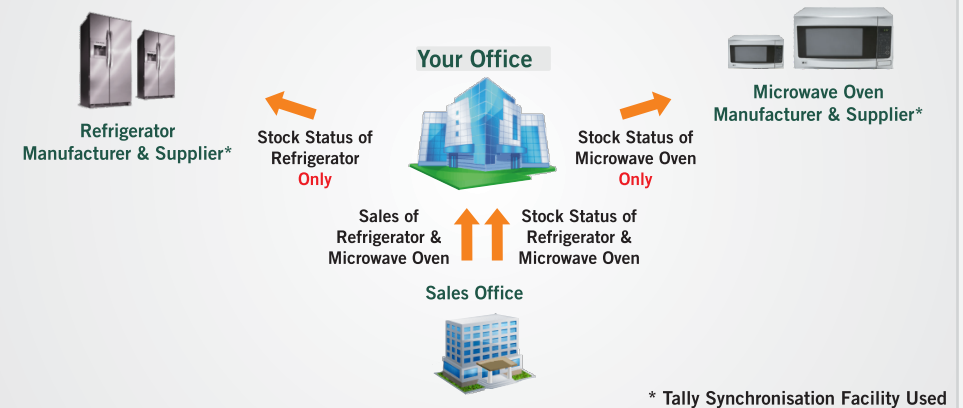 Your Office
Refrigerator
Manufacturer & Supplier*
Stock Status of
Refrigerator
Only
Stock Status of
Microwave Oven
Only
Microwave Oven
Manufacturer & Supplier*
Sales of
Refrigerator &
Microwave Oven
Stock Status of
Refrigerator &
Microwave Oven
Sales Office
* Tally Synchronisation Facility Used